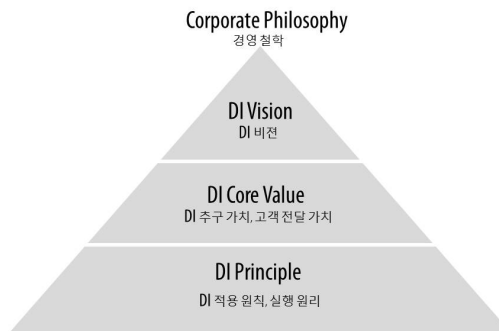 Corporate Philosophy
경영 철학
DI Vision
DI 비젼
DI Core Value
DI 추구 가치, 고객 전달 가치
DI Principle
DI 적용 원칙, 실행 원리